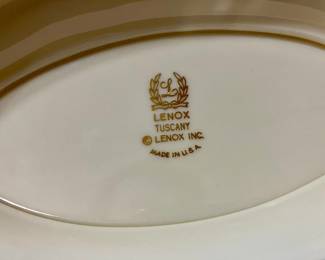 L
LENOX
TUSCANY
© LENOX INC.
MADE IN U.S.A.